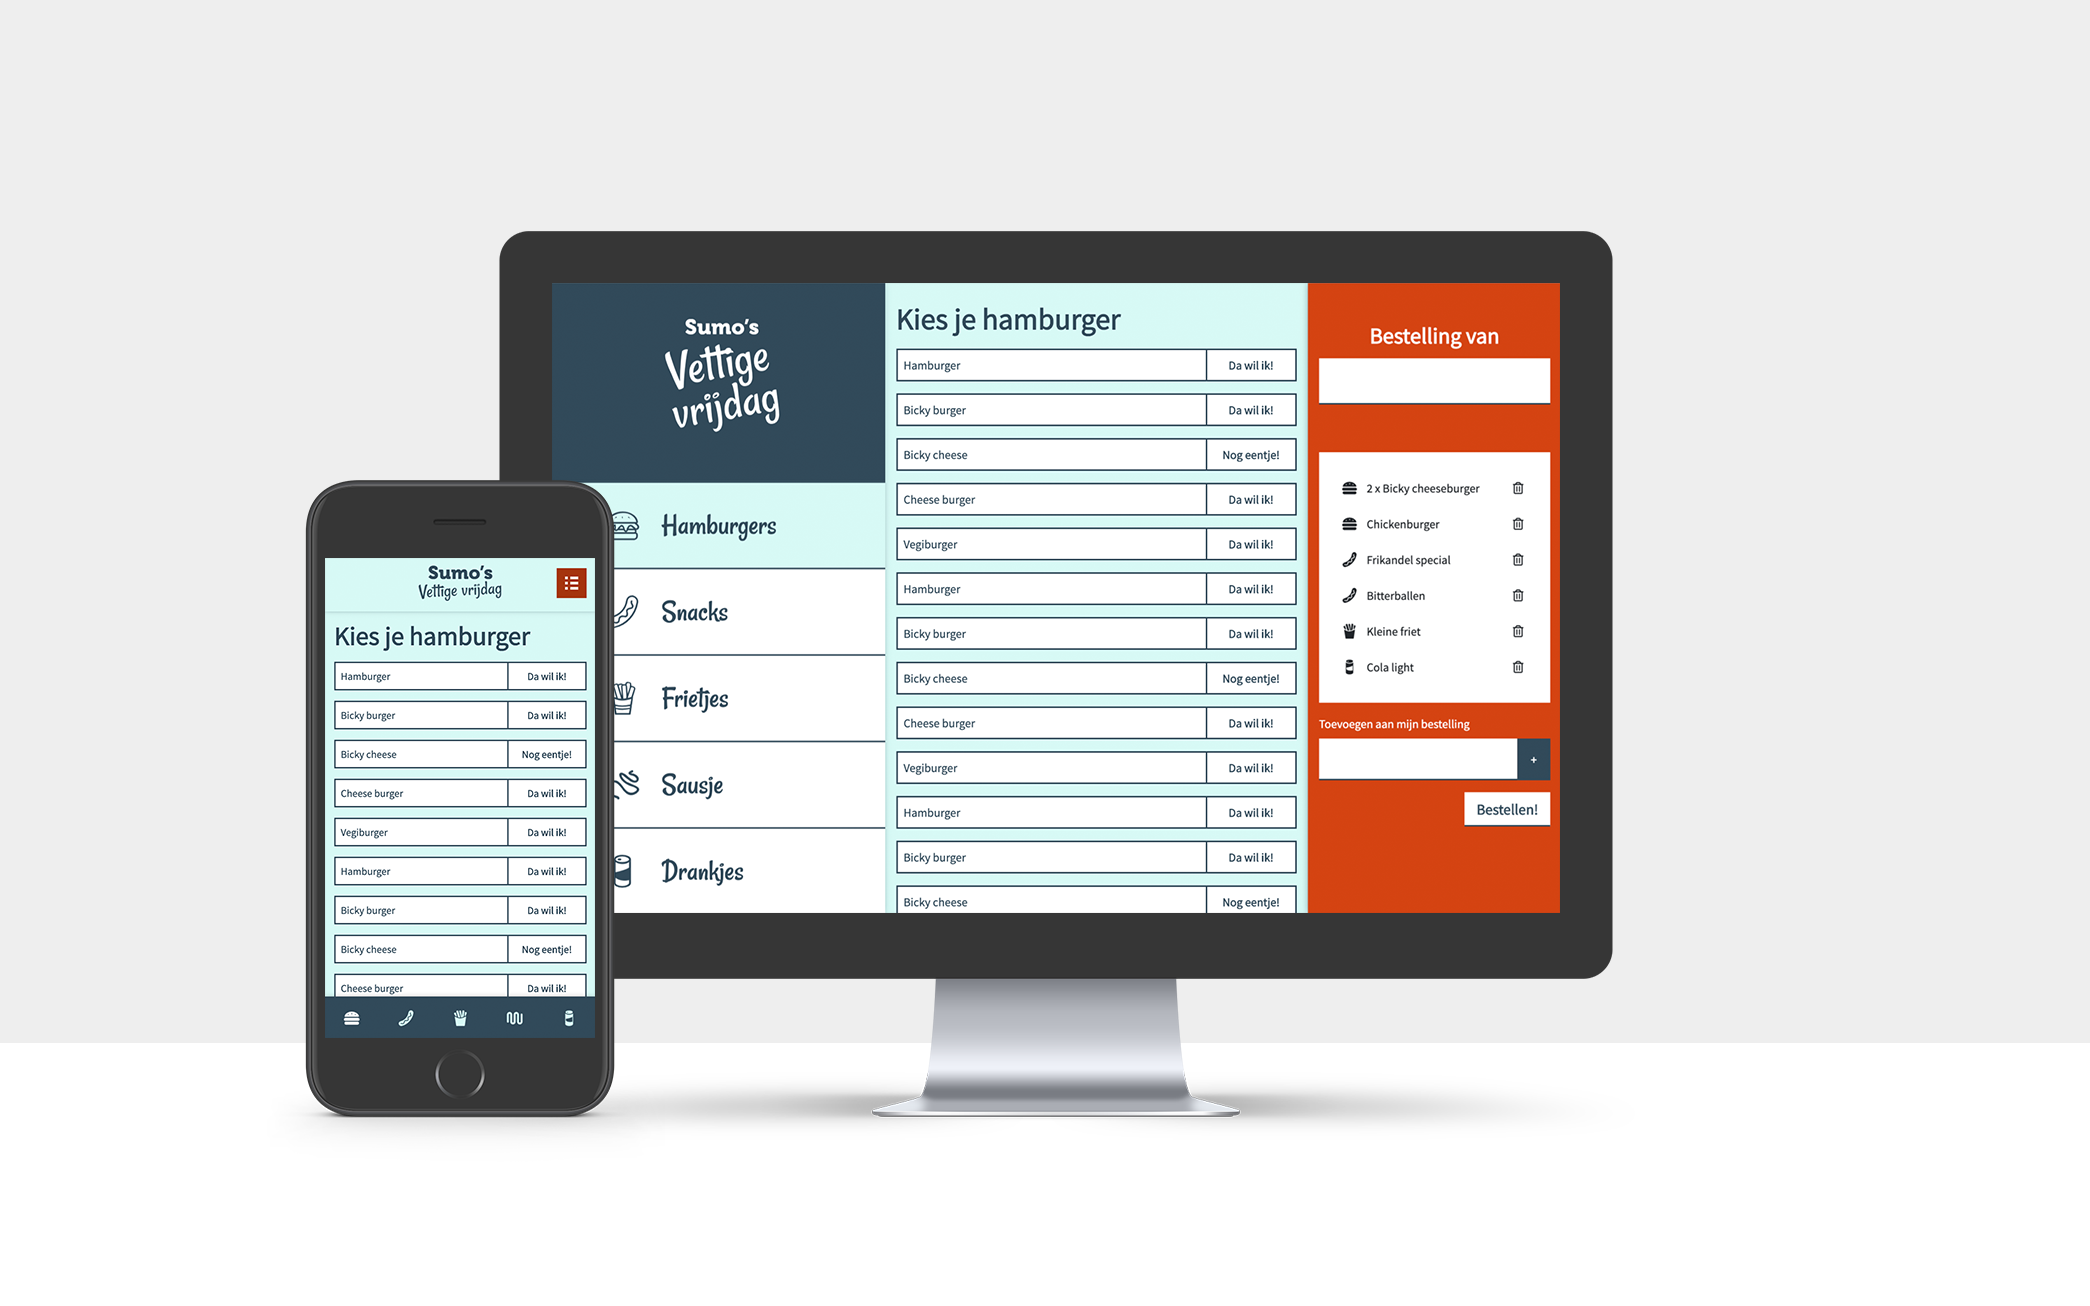 Sumo's
Vettige
vrijdag
Hamburgers
Snacks
Frietjes
Sausje
Drankjes
Kies je hamburger
Hamburger Da wil ik!
Bicky burger Da wil ik!
Bicky cheese Nog eentje!
Cheese burger Da wil ik!
Vegiburger Da wil ik!
Hamburger Da wil ik!
Bicky burger Da wil ik!
Bicky cheese Nog eentje!
Cheese burger Da wil ik!
Vegiburger Da wil ik!
Hamburger Da wil ik!
Bicky burger Da wil ik!
Bicky cheese Nog eentje!
Bestelling van
2 x Bicky cheeseburger
Chickenburger
Frikandel special
Bitterballen
Kleine friet
Cola light
Toevoegen aan mijn bestelling
+
Bestellen!
Sumo's
Vettige vrijdag
Kies je hamburger
Hamburger Da wil ik!
Bicky burger Da wil ik!
Bicky cheese Nog eentje!
Cheese burger Da wil ik!
Vegiburger Da wil ik!
Hamburger Da wil ik!
Bicky burger Da wil ik!
Bicky cheese Nog eentje!
Cheese burger Da wil ik!